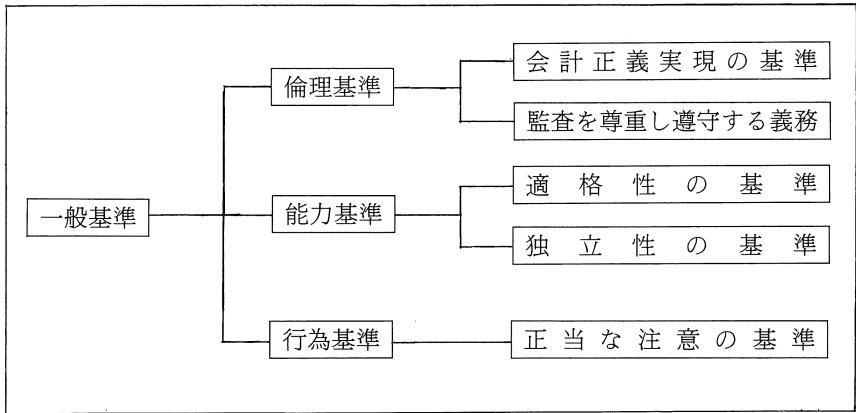 一般基準
倫理基準
会計正義実現の基準
監査を尊重し遵守する義務
能力基準
適格性の基準
独立性の基準
行為基準
正当な注意の基準